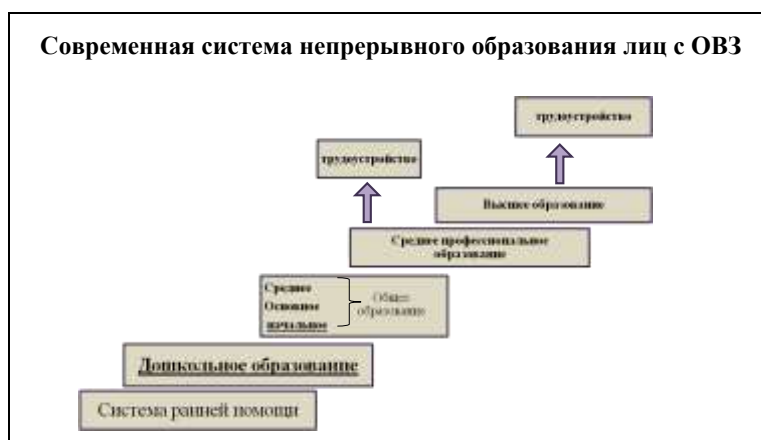 Современная система непрерывного образования лиц с ОВЗ
трудоустройство
трудоустройство
Высшее образование
Среднее профессиональное
образование
Среднее
Основное
начальное
Общее
образование
Дошкольное образование
Система ранней помощи